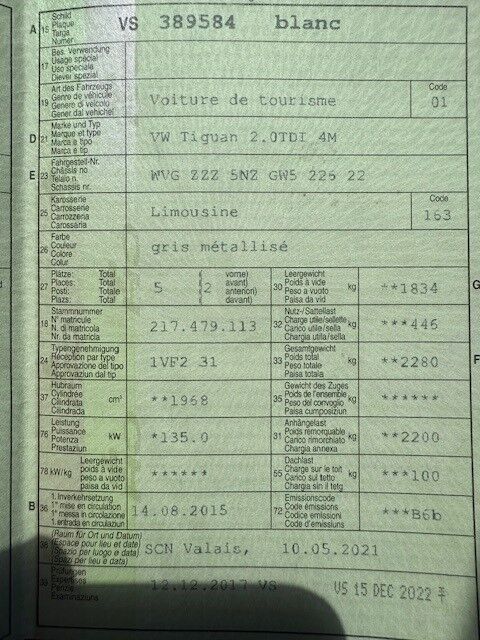 A 15 Schild Plaque Targa Numer VS 389584 blanc
17 Bes. Verwendung Usage spécial Uso speciale Diever spezial
19 Art des Fahrzeugs Genre de véhicule Genere di veicolo Gener dal vehichel Voiture de tourisme Code 01
D 21 Marke und Typ Marque et type Marca e tipo Marca e tip VW Tiguan 2.0TDI 4M
E 23 Fahrgestell-Nr. Châssis no Telaio n. Schassis nr. WVG ZZZ 5NZ GW5 226 22
25 Karosserie Carrosserie Carrozzeria Carossaria Limousine Code 163
26 Farbe Couleur Colore Colur gris métallisé
27 Plätze: Total Places: Total Posti: Totale Plazs: Total 5 ( 2 vorne) avant) anteriori) davant)
30 Leergewicht Poids à vide Peso a vuoto Paisa da vid kg **1834 G
18 Stammnummer N° matricule N. di matricola Nr. da matricla 217.479.113
32 Nutz-/Sattellast Charge utile/sellette Carico utile/sella Chargia utila/sella kg ***446
24 Typengenehmigung Réception par type Approvazione del tipo Approvaziun dal tip 1VF2 31
33 Gesamtgewicht Poids total Peso totale Paisa totala kg **2280 F
37 Hubraum Cylindrée Cilindrata Cilindrada cm³ **1968
35 Gewicht des Zuges Poids de l'ensemble Peso del convoglio Paisa cumposiziun kg ******
76 Leistung Puissance Potenza Prestaziun kW *135.0
31 Anhängelast Poids remorquable Carico rimorchiato Chargia annexa kg **2200
78 kW/kg Leergewicht poids à vide peso a vuoto paisa da vid ******
55 Dachlast Charge sur le toit Carico sul tetto Chargia sin il tetg kg ***100
B 36 1. Inverkehrsetzung 1re mise en circulation 1a messa in circolazione 1. entrada en circulaziun 14.08.2015
72 Emissionscode Code émissions Codice emissioni Code d'emissiuns ***B6b
38 (Raum für Ort und Datum) (Espace pour lieu et date) (Spazio per luogo e data) (Spazi per lieu e data) SCN Valais, 10.05.2021
39 Prüfungen Expertises Perizie Examinaziuns 12.12.2017 VS VS 15 DEC 2022